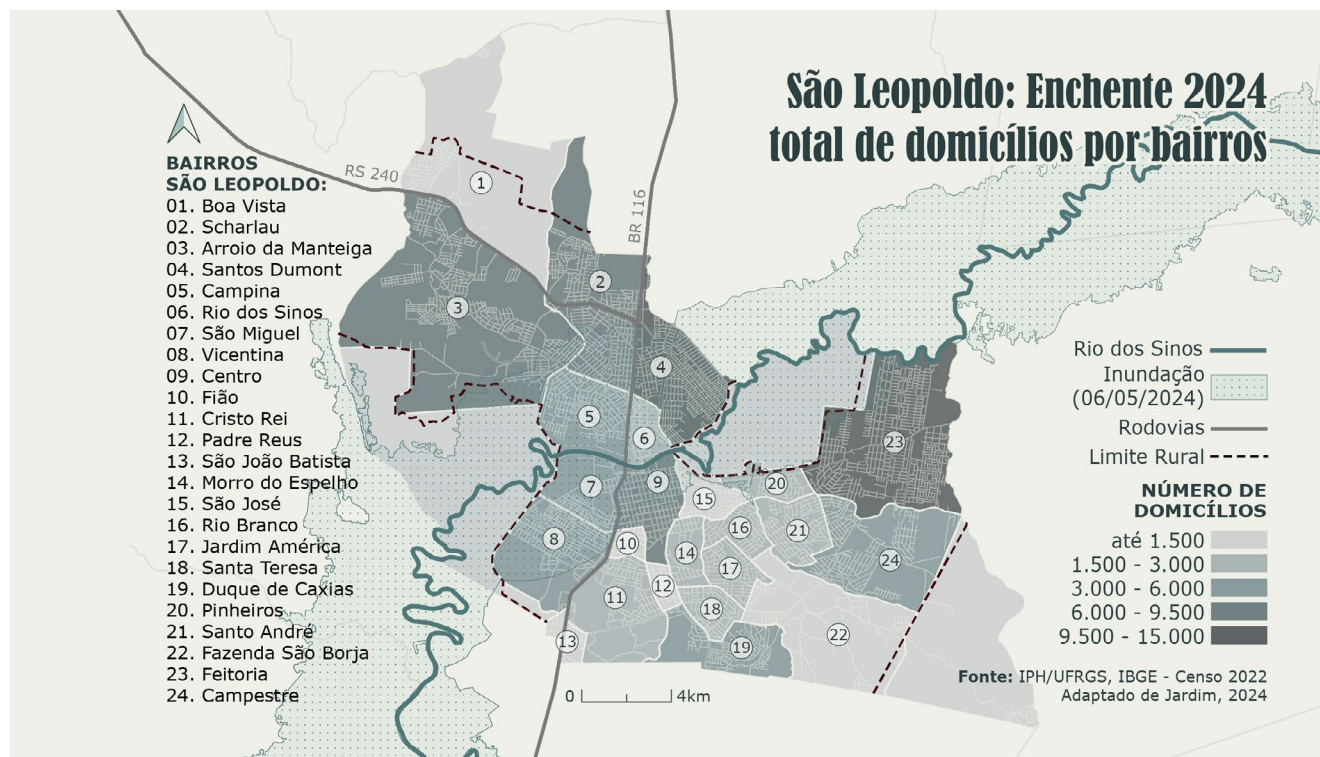 São Leopoldo: Enchente 2024
total de domicílios por bairros
BAIRROS
SÃO LEOPOLDO:
01. Boa Vista
02. Scharlau
03. Arroio da Manteiga
04. Santos Dumont
05. Campina
06. Rio dos Sinos
07. São Miguel
08. Vicentina
09. Centro
10. Fião
11. Cristo Rei
12. Padre Reus
13. São João Batista
14. Morro do Espelho
15. São José
16. Rio Branco
17. Jardim América
18. Santa Teresa
19. Duque de Caxias
20. Pinheiros
21. Santo André
22. Fazenda São Borja
23. Feitoria
24. Campestre
RS 240
BR 116
1
2
3
4
5
6
7
8
9
10
11
12
13
14
15
16
17
18
19
20
21
22
23
24
0 4km
Rio dos Sinos
Inundação
(06/05/2024)
Rodovias
Limite Rural
NÚMERO DE
DOMICÍLIOS
até 1.500
1.500 - 3.000
3.000 - 6.000
6.000 - 9.500
9.500 - 15.000
Fonte: IPH/UFRGS, IBGE - Censo 2022
Adaptado de Jardim, 2024